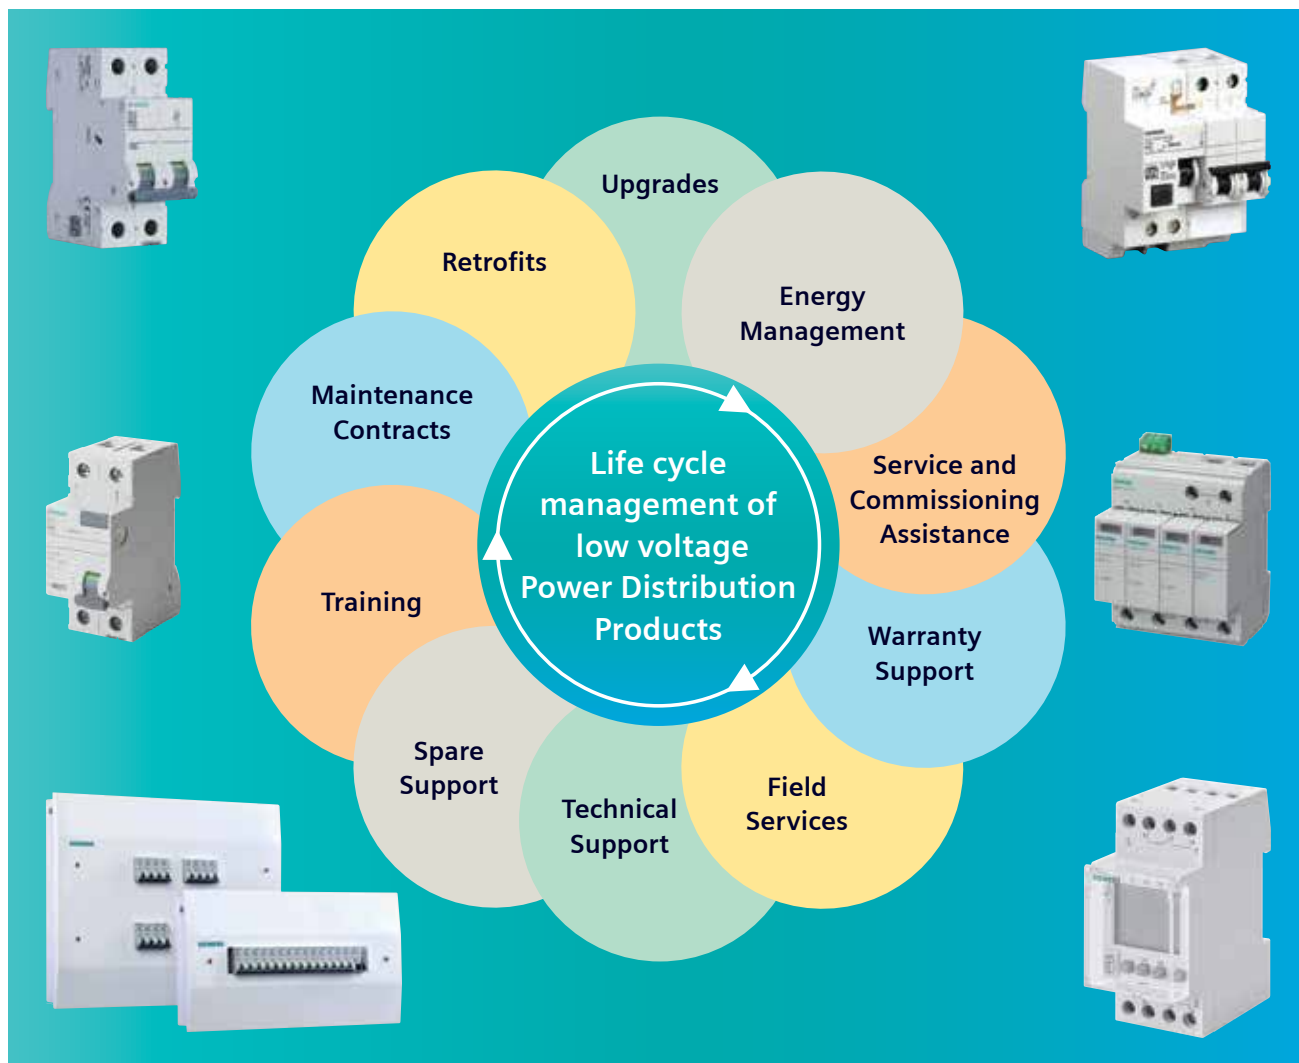 Upgrades
Retrofits
Energy
Management
Maintenance
Contracts
Service and
Commissioning
Assistance
Life cycle
management of
low voltage
Power Distribution
Products
Training
Warranty
Support
Spare
Support
Technical
Support
Field
Services